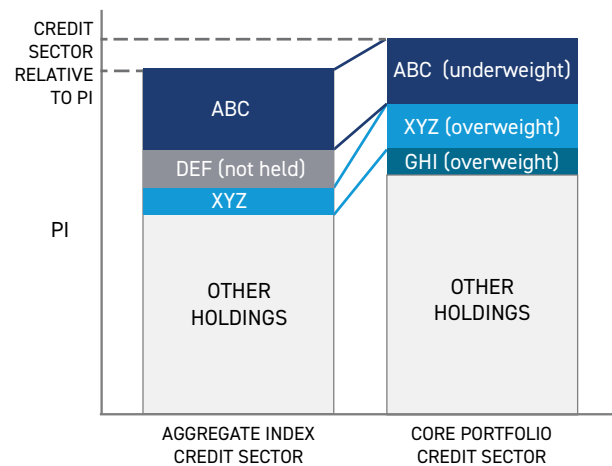 CREDIT
SECTOR
RELATIVE
TO PI
PI
ABC
DEF (not held)
XYZ
OTHER
HOLDINGS
ABC (underweight)
XYZ (overweight)
GHI (overweight)
OTHER
HOLDINGS
AGGREGATE INDEX
CREDIT SECTOR
CORE PORTFOLIO
CREDIT SECTOR